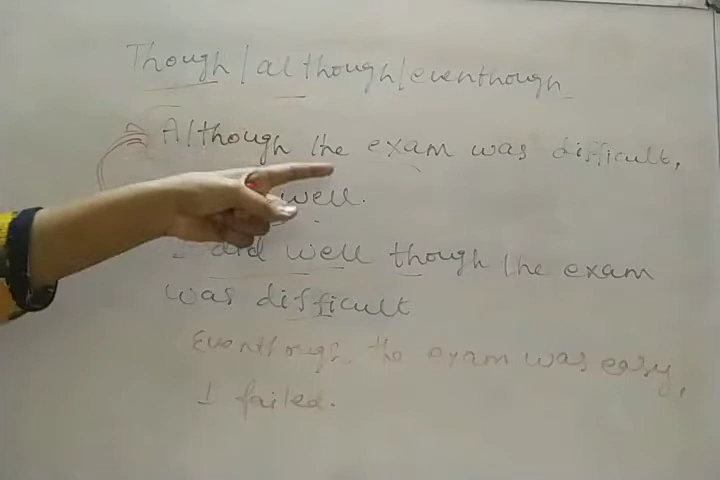 Though / although / eventhough
Although the exam was difficult,
well.
I did well though the exam
was difficult
Eventhough the exam was easy,
I failed.